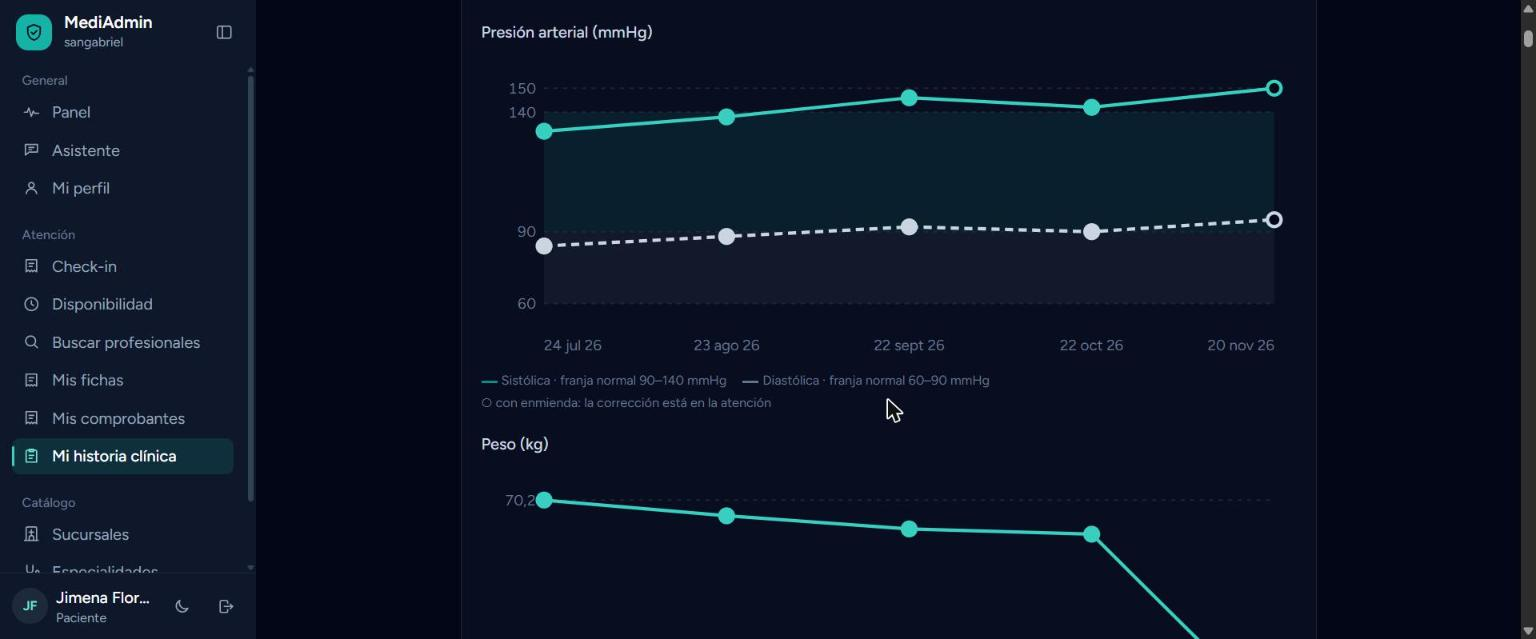 MediAdmin
sangabriel
General
Panel
Asistente
Mi perfil
Atención
Check-in
Disponibilidad
Buscar profesionales
Mis fichas
Mis comprobantes
Mi historia clínica
Catálogo
Sucursales
Especialidades
JF
Jimena Flor...
Paciente
Presión arterial (mmHg)
150
140
90
60
24 jul 26 23 ago 26 22 sept 26 22 oct 26 20 nov 26
Sistólica · franja normal 90–140 mmHg Diastólica · franja normal 60–90 mmHg
con enmienda: la corrección está en la atención
Peso (kg)
70,2